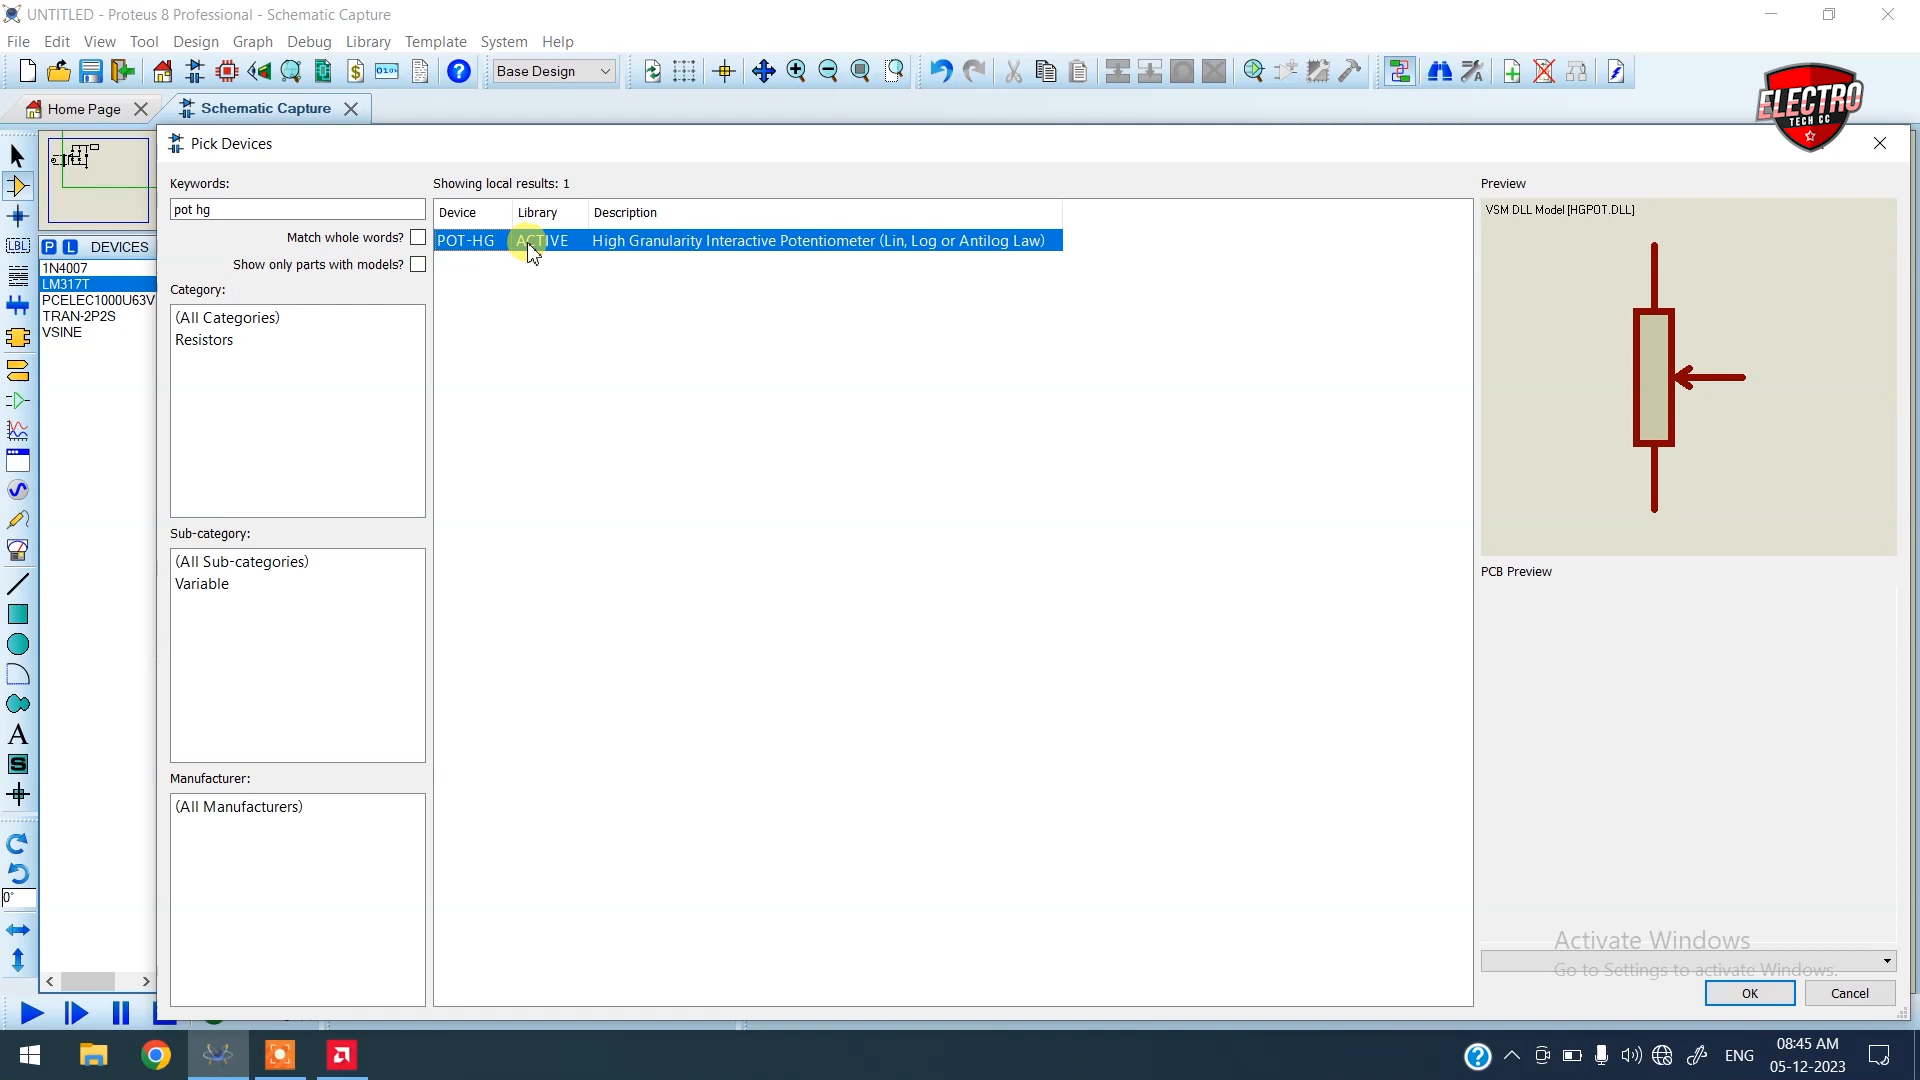 UNTITLED - Proteus 8 Professional - Schematic Capture
File Edit View Tool Design Graph Debug Library Template System Help
Base Design
Home Page
Schematic Capture
ELECTRO
TECH CC
Pick Devices
Keywords:
pot hg
Match whole words?
Show only parts with models?
Category:
(All Categories)
Resistors
Sub-category:
(All Sub-categories)
Variable
Manufacturer:
(All Manufacturers)
Showing local results: 1
Device Library Description
POT-HG ACTIVE High Granularity Interactive Potentiometer (Lin, Log or Antilog Law)
Preview
VSM DLL Model [HGPOT.DLL]
PCB Preview
OK Cancel
P L DEVICES
1N4007
LM317T
PCELEC1000U63V
TRAN-2P2S
VSINE
LBL
A
S
0°
Activate Windows
Go to Settings to activate Windows.
ENG
08:45 AM
05-12-2023